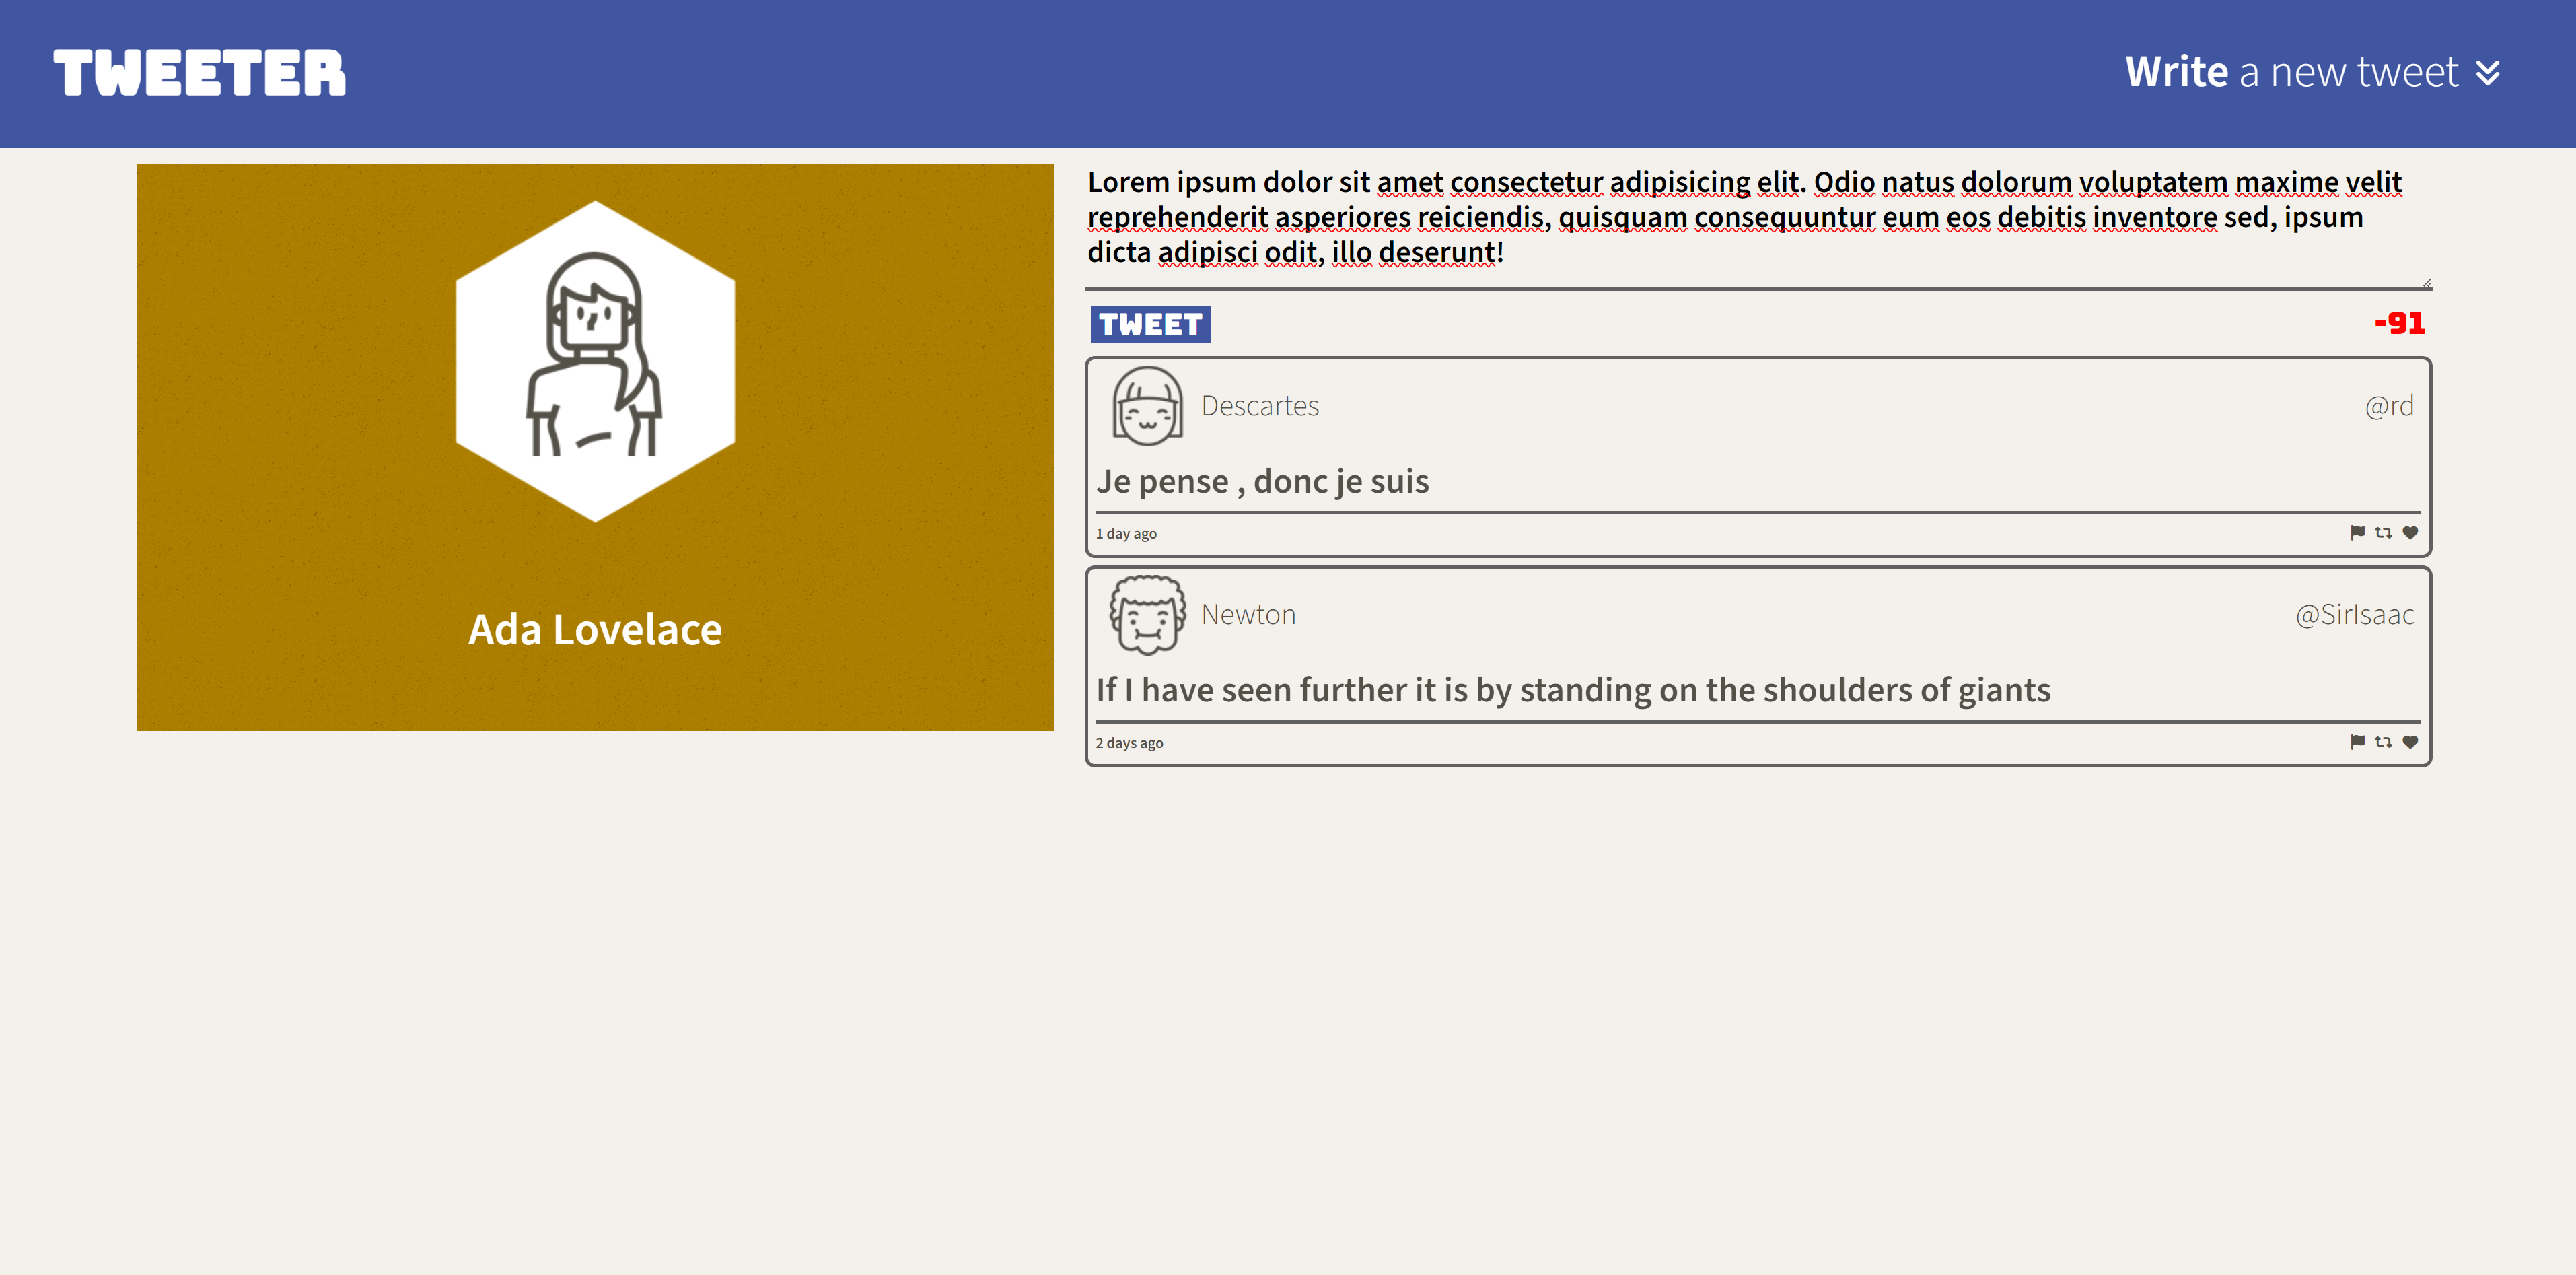 TWEETER
Write a new tweet
Ada Lovelace
Lorem ipsum dolor sit amet consectetur adipisicing elit. Odio natus dolorum voluptatem maxime velit
reprehenderit asperiores reiciendis, quisquam consequuntur eum eos debitis inventore sed, ipsum
dicta adipisci odit, illo deserunt!
TWEET
-91
Descartes
@rd
Je pense , donc je suis
1 day ago
Newton
@SirIsaac
If I have seen further it is by standing on the shoulders of giants
2 days ago